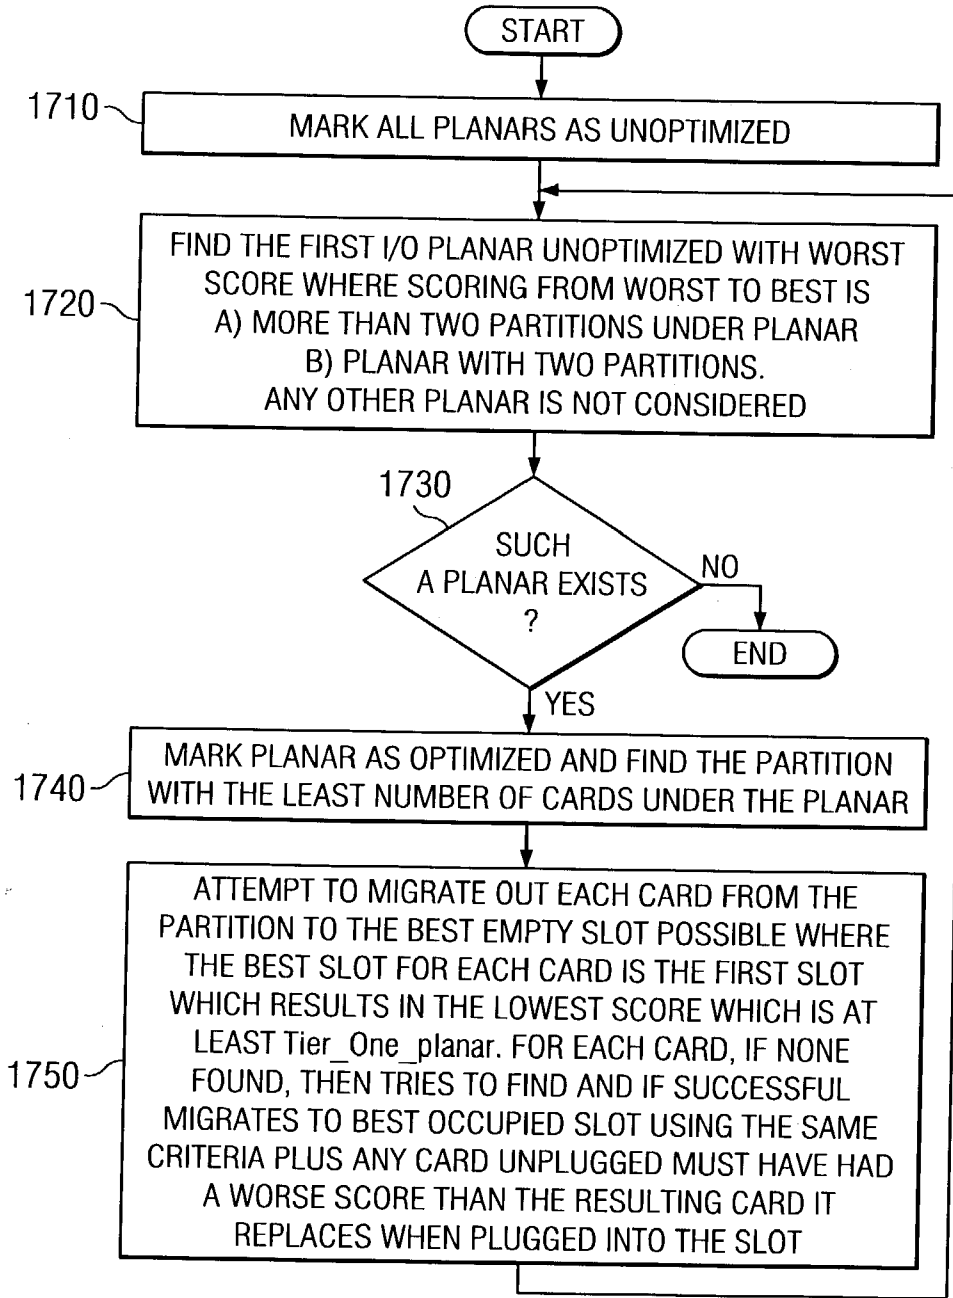 START
1710
MARK ALL PLANARS AS UNOPTIMIZED
1720
FIND THE FIRST I/O PLANAR UNOPTIMIZED WITH WORST
SCORE WHERE SCORING FROM WORST TO BEST IS
A) MORE THAN TWO PARTITIONS UNDER PLANAR
B) PLANAR WITH TWO PARTITIONS.
ANY OTHER PLANAR IS NOT CONSIDERED
1730
SUCH
A PLANAR EXISTS
?
NO
END
YES
1740
MARK PLANAR AS OPTIMIZED AND FIND THE PARTITION
WITH THE LEAST NUMBER OF CARDS UNDER THE PLANAR
1750
ATTEMPT TO MIGRATE OUT EACH CARD FROM THE
PARTITION TO THE BEST EMPTY SLOT POSSIBLE WHERE
THE BEST SLOT FOR EACH CARD IS THE FIRST SLOT
WHICH RESULTS IN THE LOWEST SCORE WHICH IS AT
LEAST Tier_One_planar. FOR EACH CARD, IF NONE
FOUND, THEN TRIES TO FIND AND IF SUCCESSFUL
MIGRATES TO BEST OCCUPIED SLOT USING THE SAME
CRITERIA PLUS ANY CARD UNPLUGGED MUST HAVE HAD
A WORSE SCORE THAN THE RESULTING CARD IT
REPLACES WHEN PLUGGED INTO THE SLOT